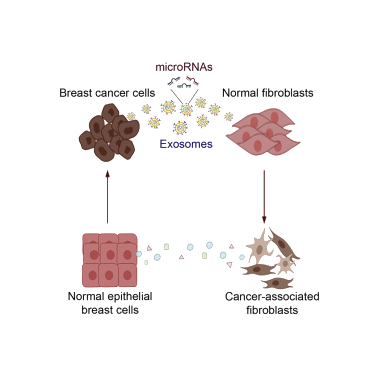 microRNAs
Breast cancer cells
Normal fibroblasts
Exosomes
Normal epithelial
breast cells
Cancer-associated
fibroblasts